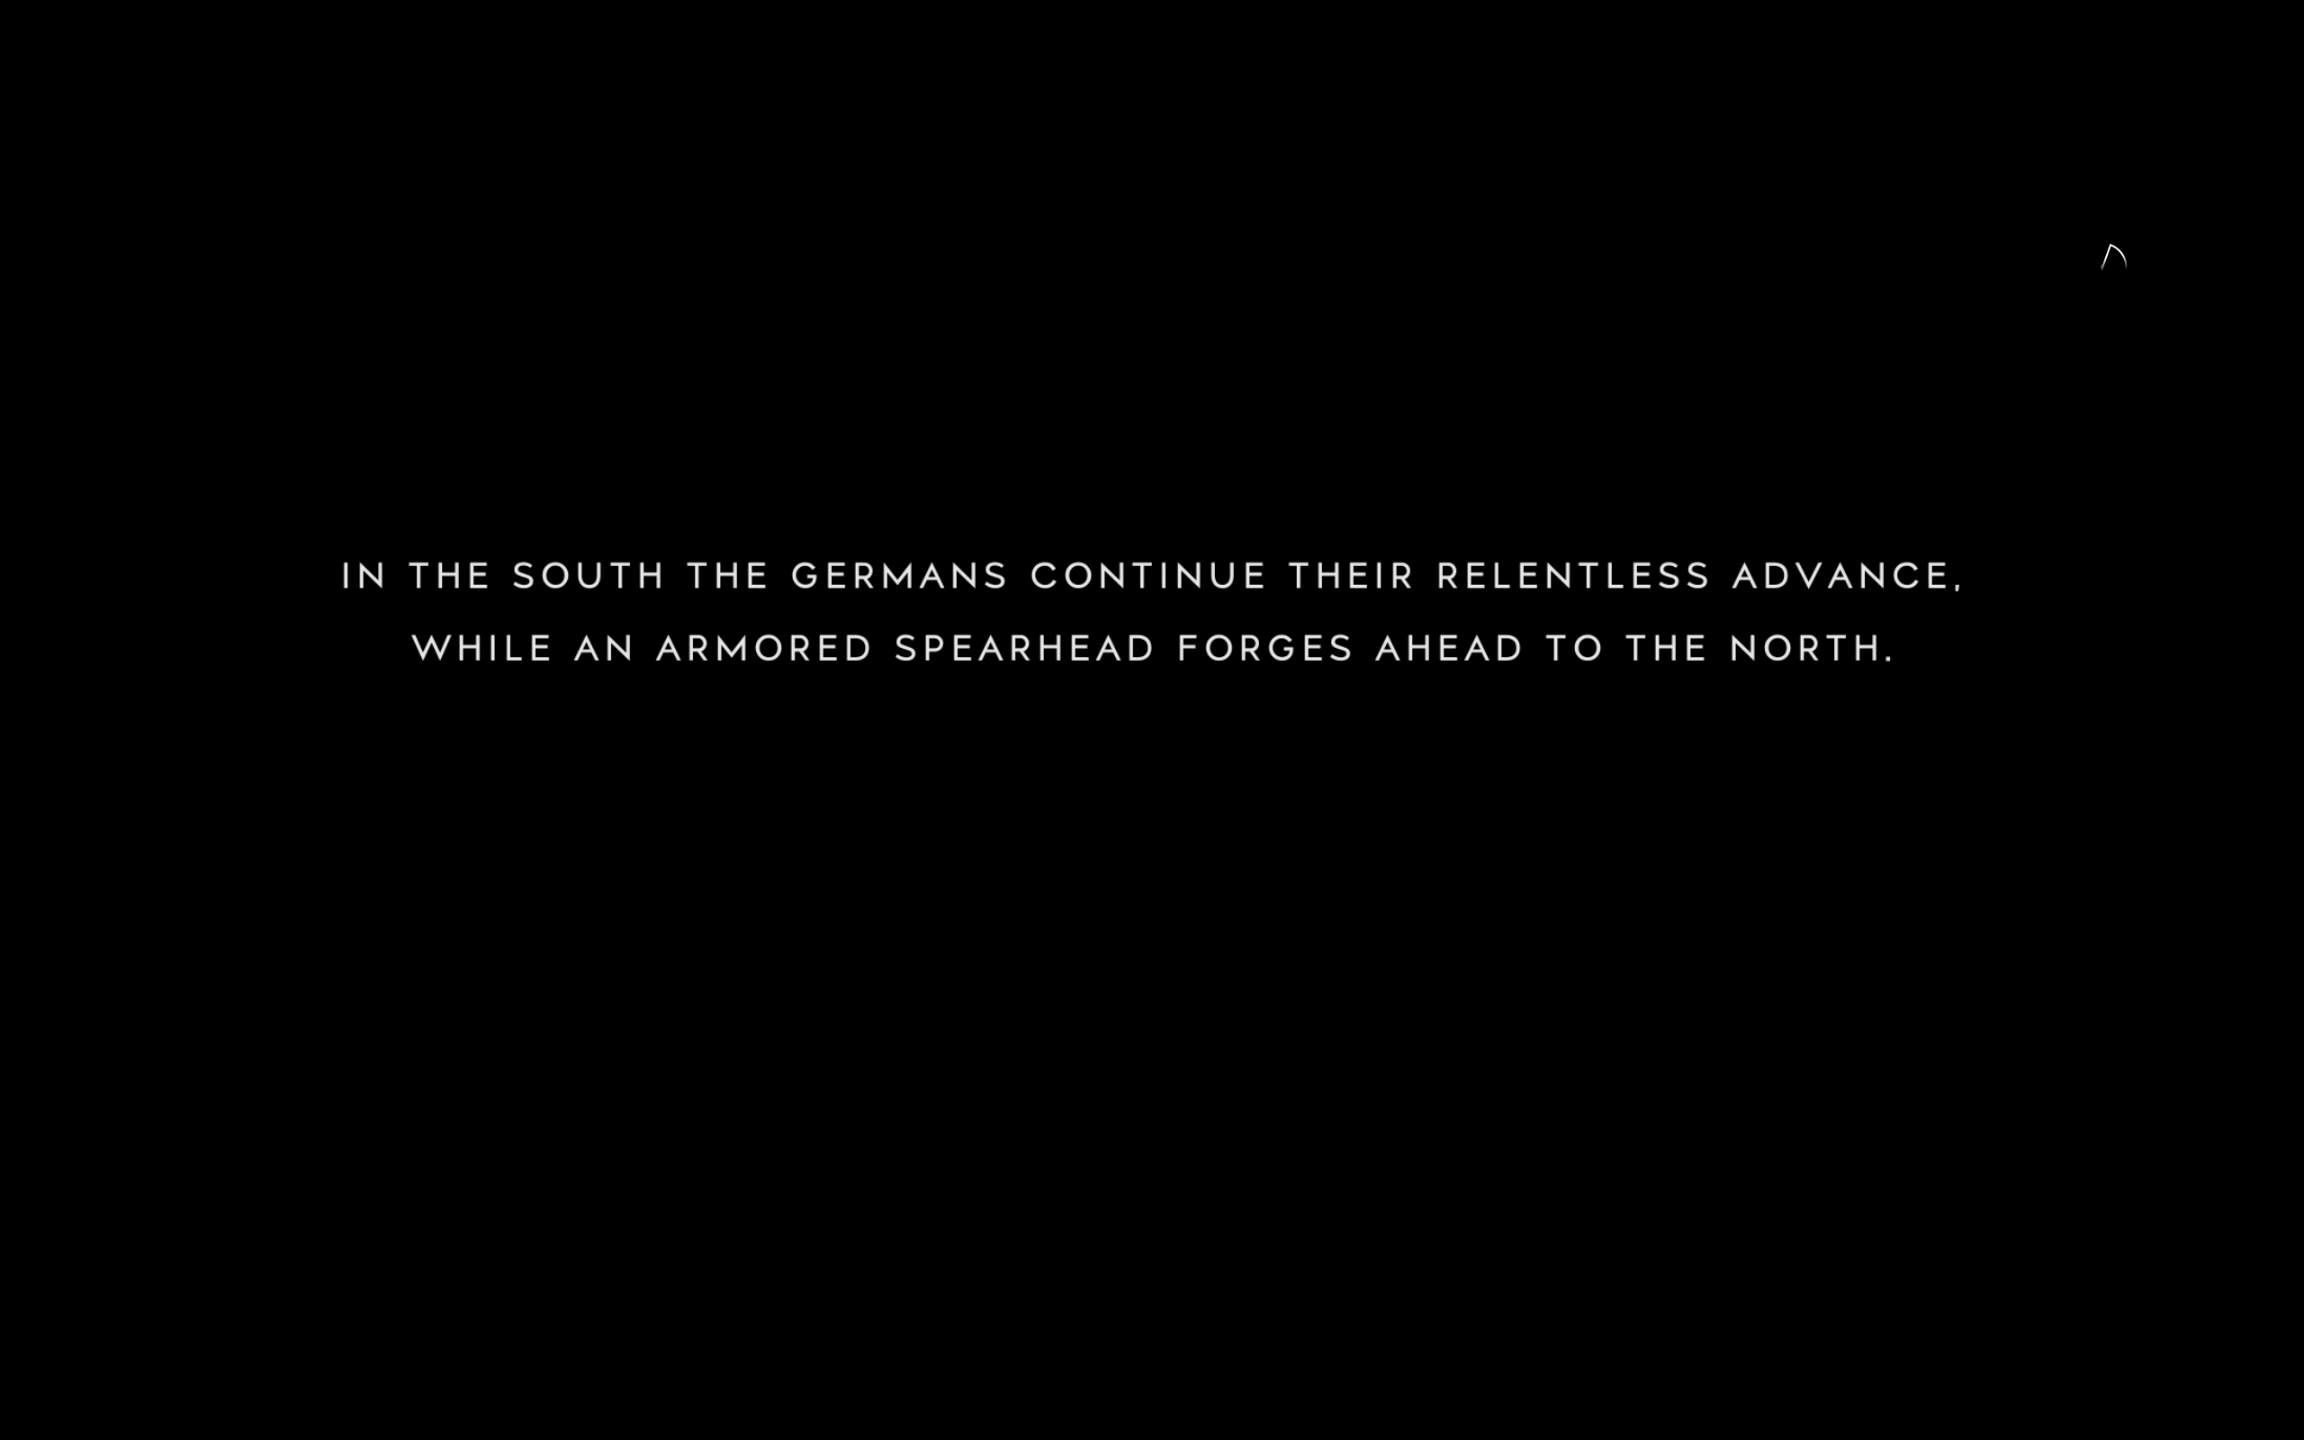 IN THE SOUTH THE GERMANS CONTINUE THEIR RELENTLESS ADVANCE,
WHILE AN ARMORED SPEARHEAD FORGES AHEAD TO THE NORTH.